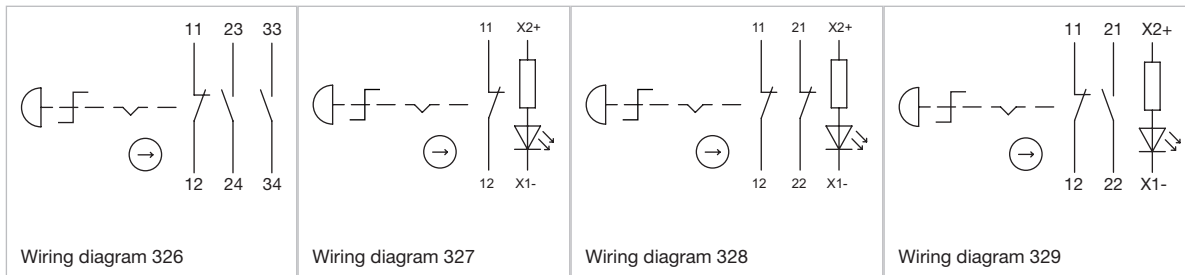 11 23 33
12 24 34
Wiring diagram 326
11 X2+
12 X1-
Wiring diagram 327
11 21 X2+
12 22 X1-
Wiring diagram 328
11 21 X2+
12 22 X1-
Wiring diagram 329